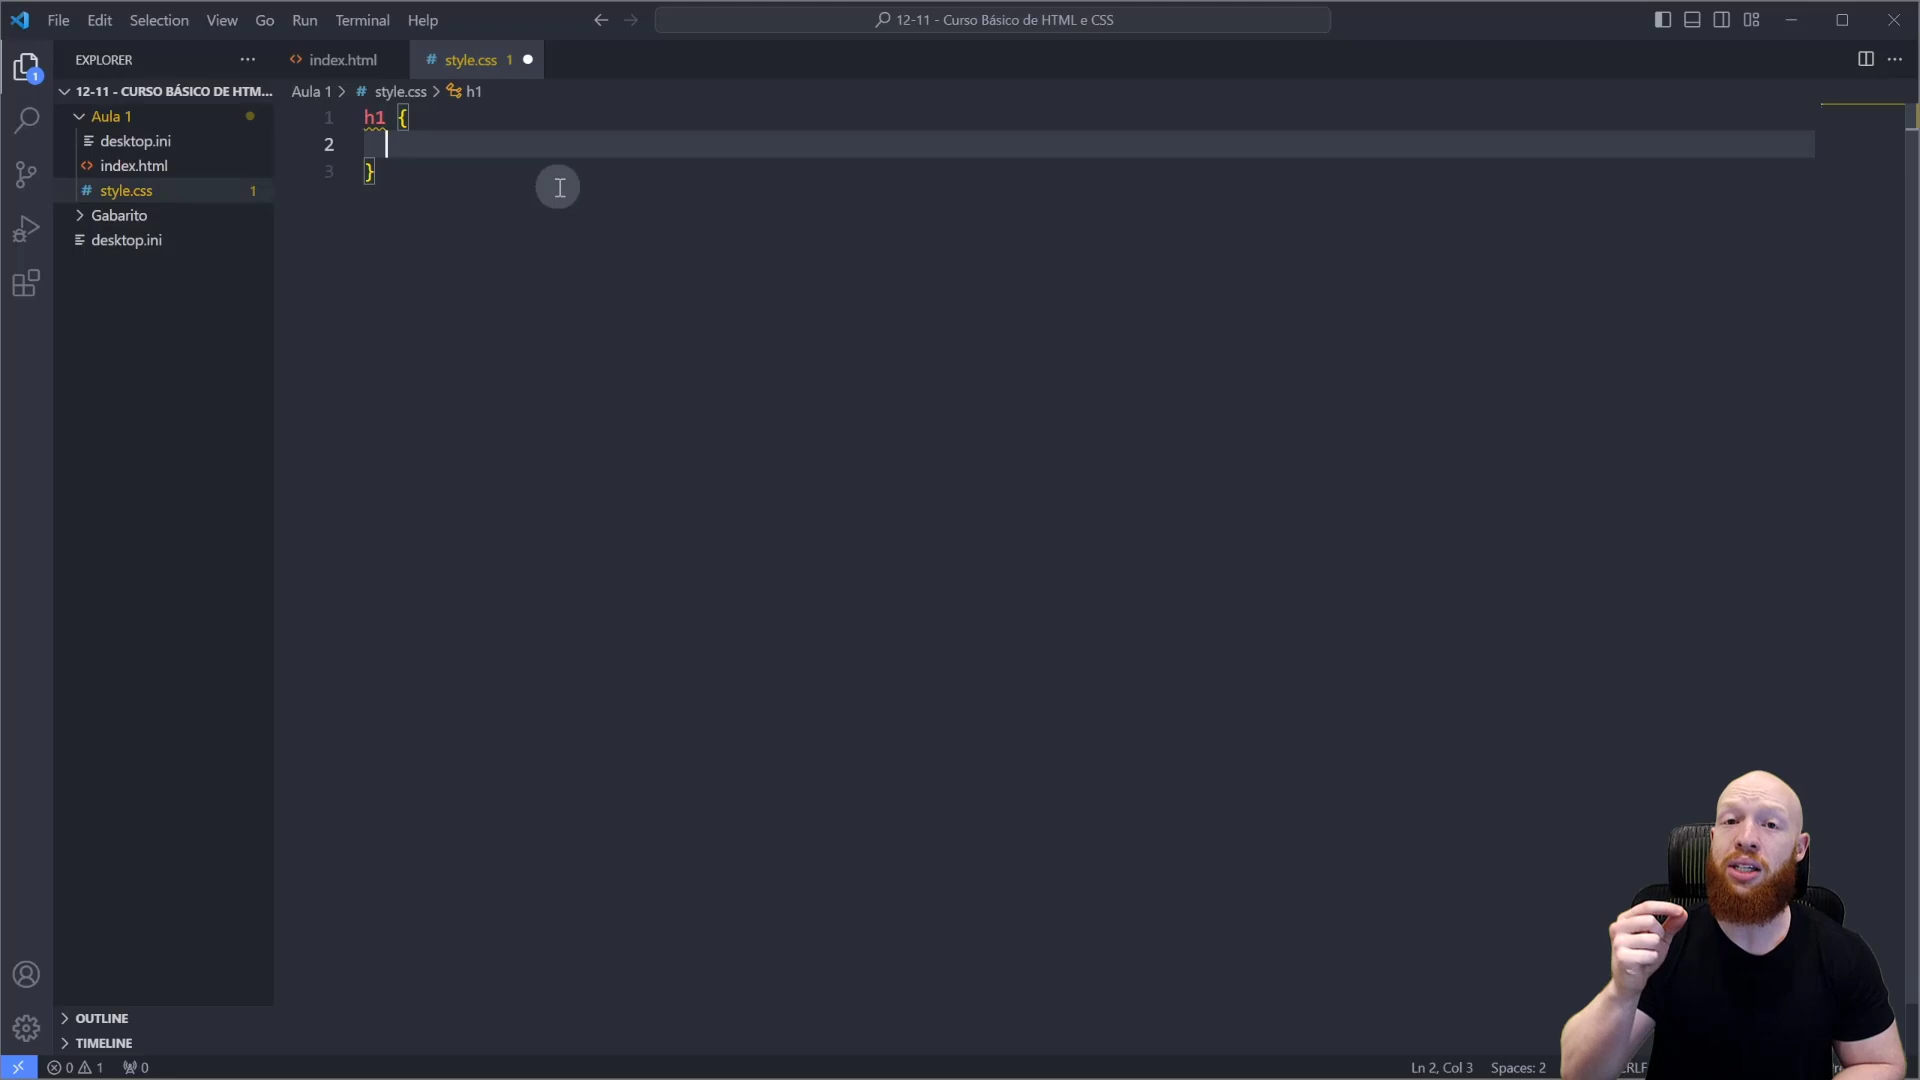 File Edit Selection View Go Run Terminal Help
12-11 - Curso Básico de HTML e CSS
EXPLORER
index.html
style.css 1
12-11 - CURSO BÁSICO DE HTM...
Aula 1 > # style.css > h1
Aula 1
desktop.ini
index.html
style.css 1
Gabarito
desktop.ini
1 h1 {
2
3 }
1
OUTLINE
TIMELINE
0 1 0
Ln 2, Col 3 Spaces: 2